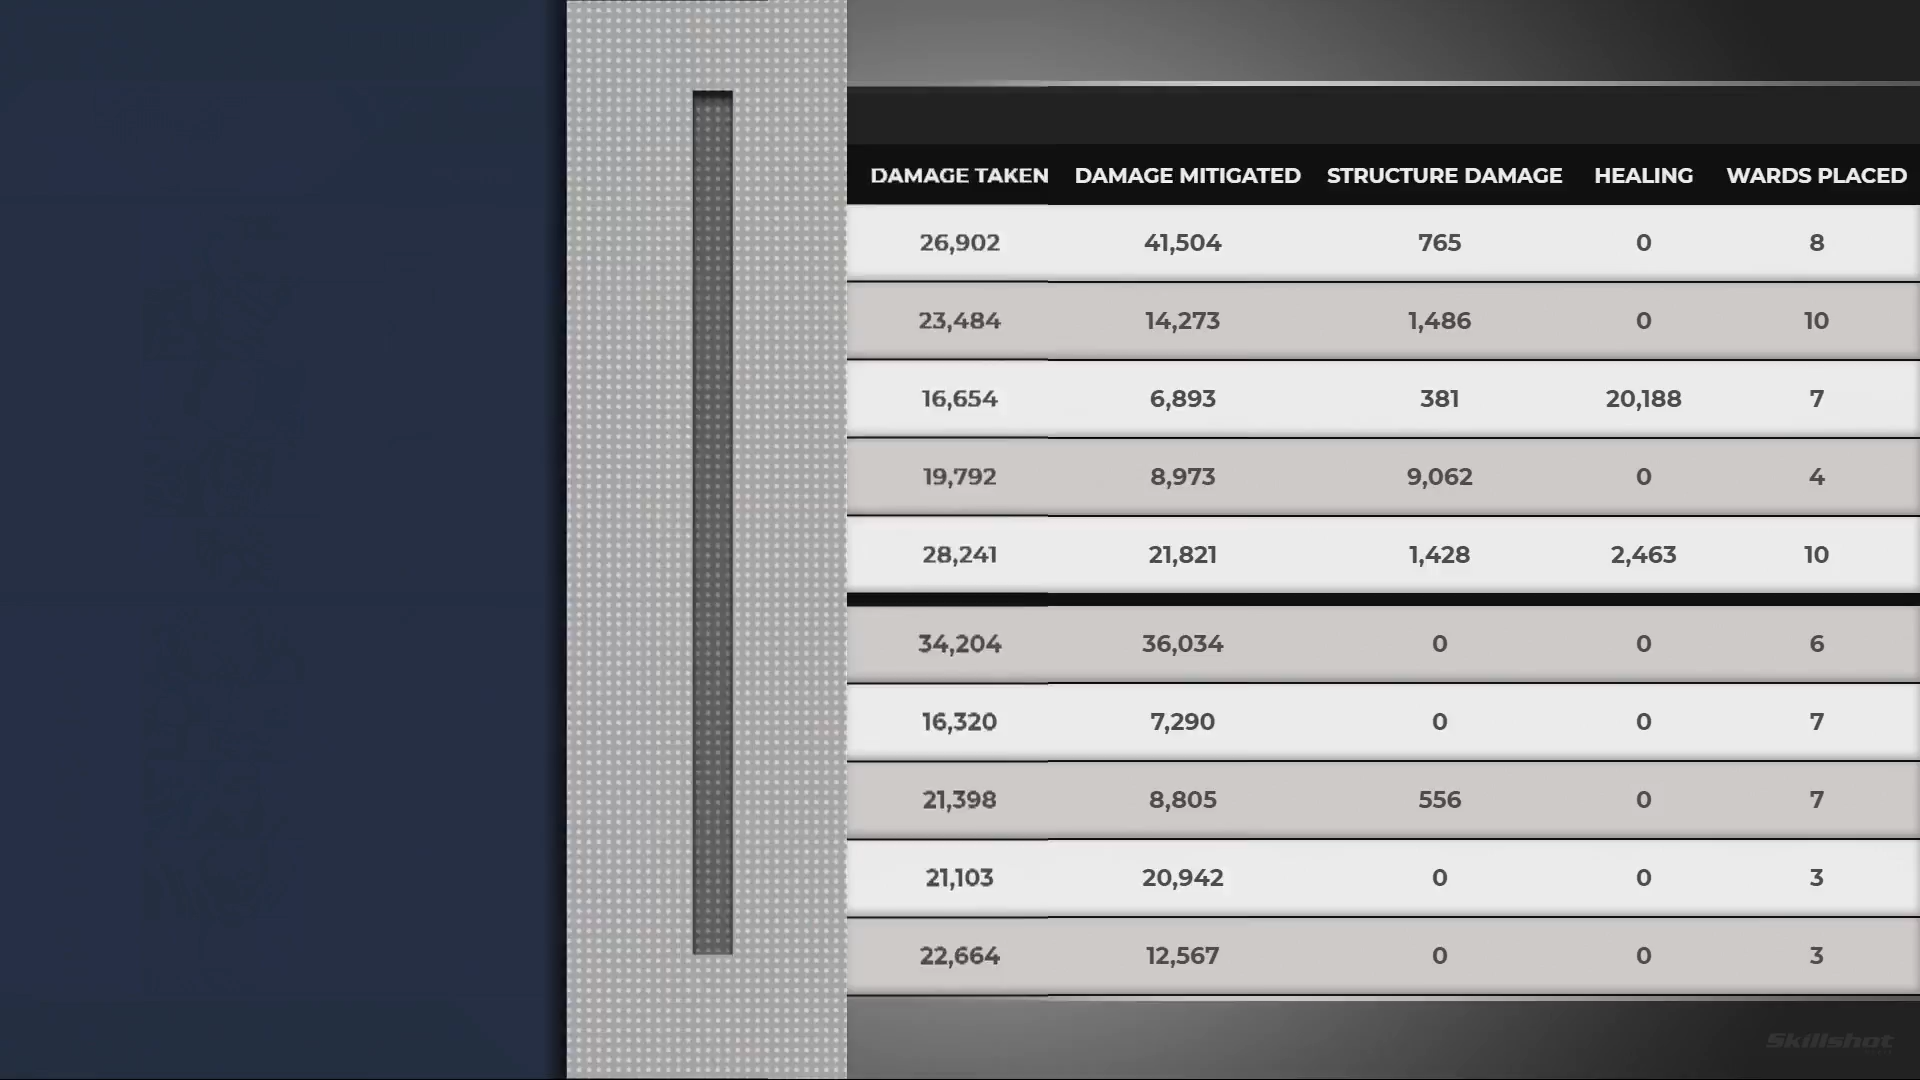 DAMAGE TAKEN DAMAGE MITIGATED STRUCTURE DAMAGE HEALING WARDS PLACED
26,902 41,504 765 0 8
23,484 14,273 1,486 0 10
16,654 6,893 381 20,188 7
19,792 8,973 9,062 0 4
28,241 21,821 1,428 2,463 10
34,204 36,034 0 0 6
16,320 7,290 0 0 7
21,398 8,805 556 0 7
21,103 20,942 0 0 3
22,664 12,567 0 0 3
Skillshot